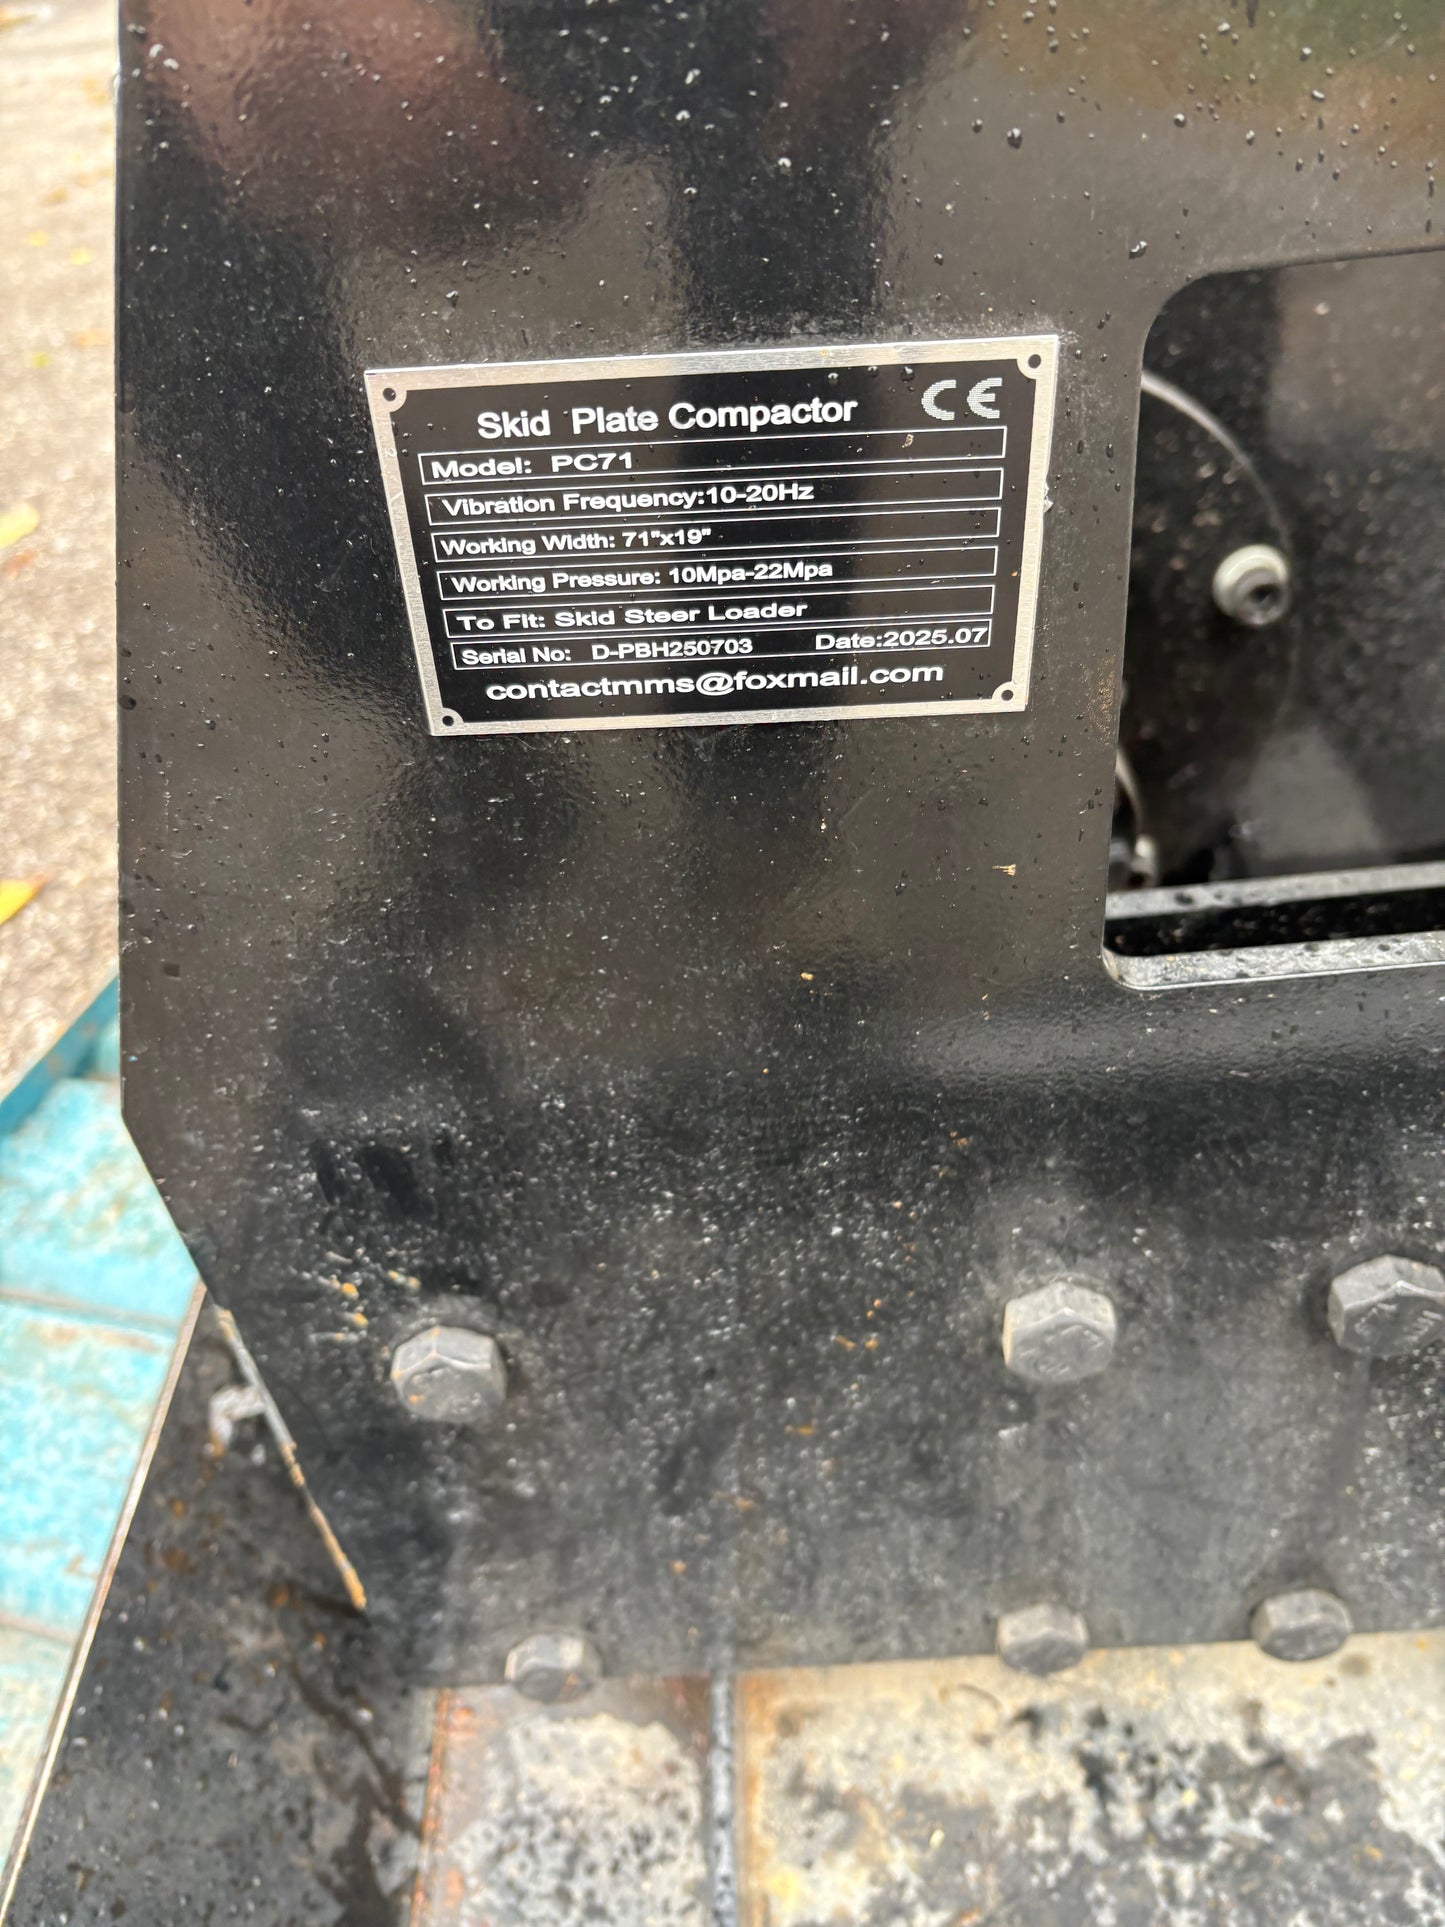 Skid Plate Compactor CE
Model: PC71
Vibration Frequency:10-20Hz
Working Width: 71"x19"
Working Pressure: 10Mpa-22Mpa
To Fit: Skid Steer Loader
Serial No: D-PBH250703 Date:2025.07
contactmms@foxmail.com